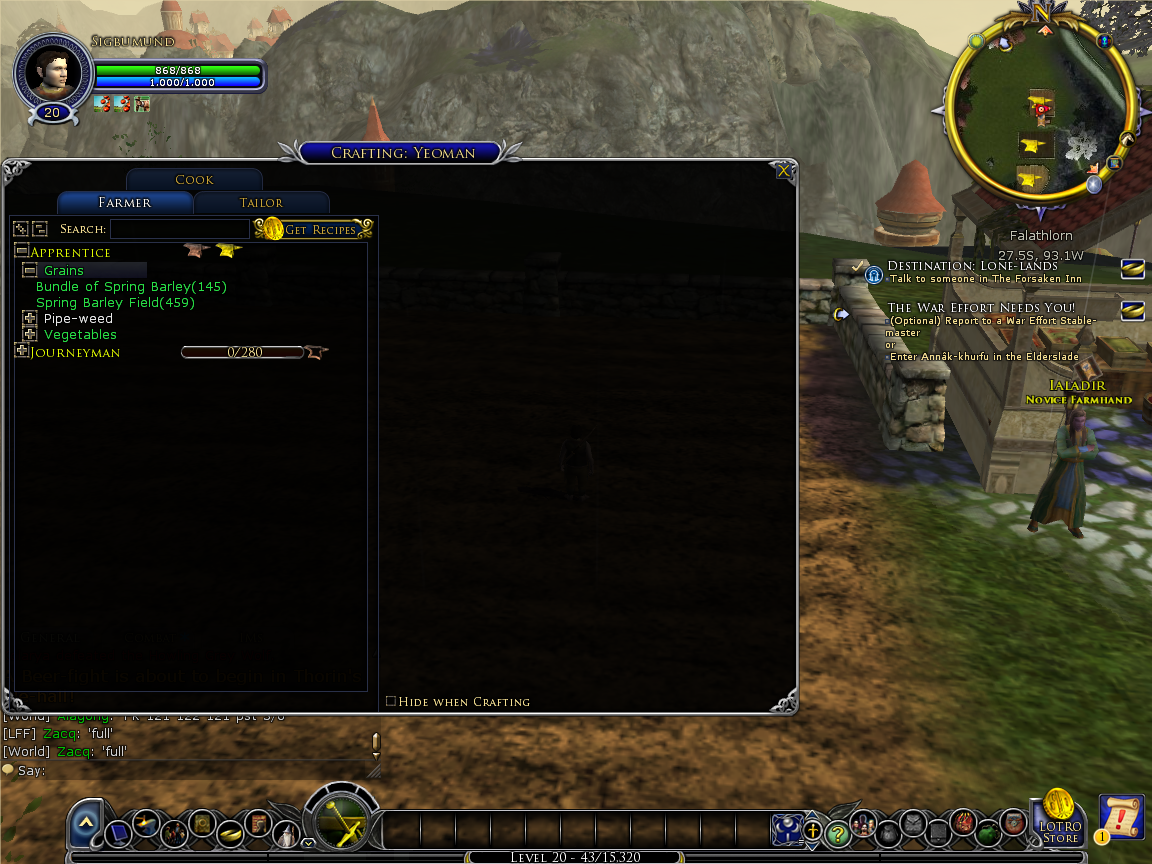 Sigbumund
868/868
1.000/1.000
20
N
Crafting: Yeoman
X
Cook
Farmer
Tailor
Search:
Get Recipes
Apprentice
Grains
Bundle of Spring Barley(145)
Spring Barley Field(459)
Pipe-weed
Vegetables
Journeyman
0/280
Hide when Crafting
Falathlorn
27.5S, 93.1W
Destination: Lone-lands
Talk to someone in The Forsaken Inn
The War Effort Needs You!
(Optional) Report to a War Effort Stable-
master
or
Enter Annâk-khurfu in the Elderslade
Ialadir
Novice Farmhand
[LFF] Zacq: 'full'
[World] Zacq: 'full'
Say:
LOTRO
Store
1
Level 20 - 43/15.320